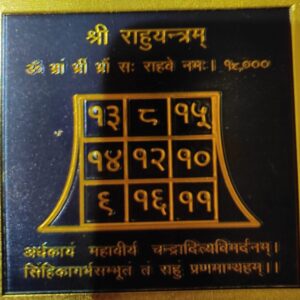 श्री राहुयन्त्रम्
ॐ भ्रां भ्रीं भ्रौं सः राहवे नमः। १८,०००
१३ ८ १५
१४ १२ १०
९ १६ ११
अर्धकायं महावीर्य चन्द्रादित्यविमर्दनम्।
सिंहिकागर्भसम्भूतं तं राहु प्रणमाम्यहम्।।